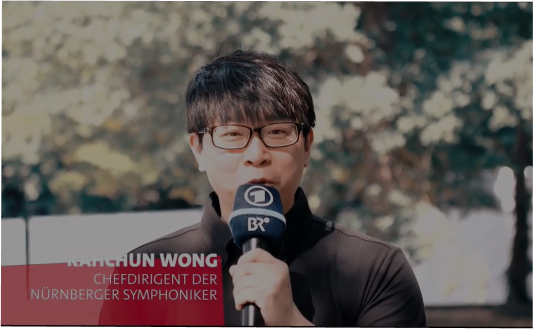 BR
KAHCHUN WONG
CHEFDIRIGENT DER
NÜRNBERGER SYMPHONIKER